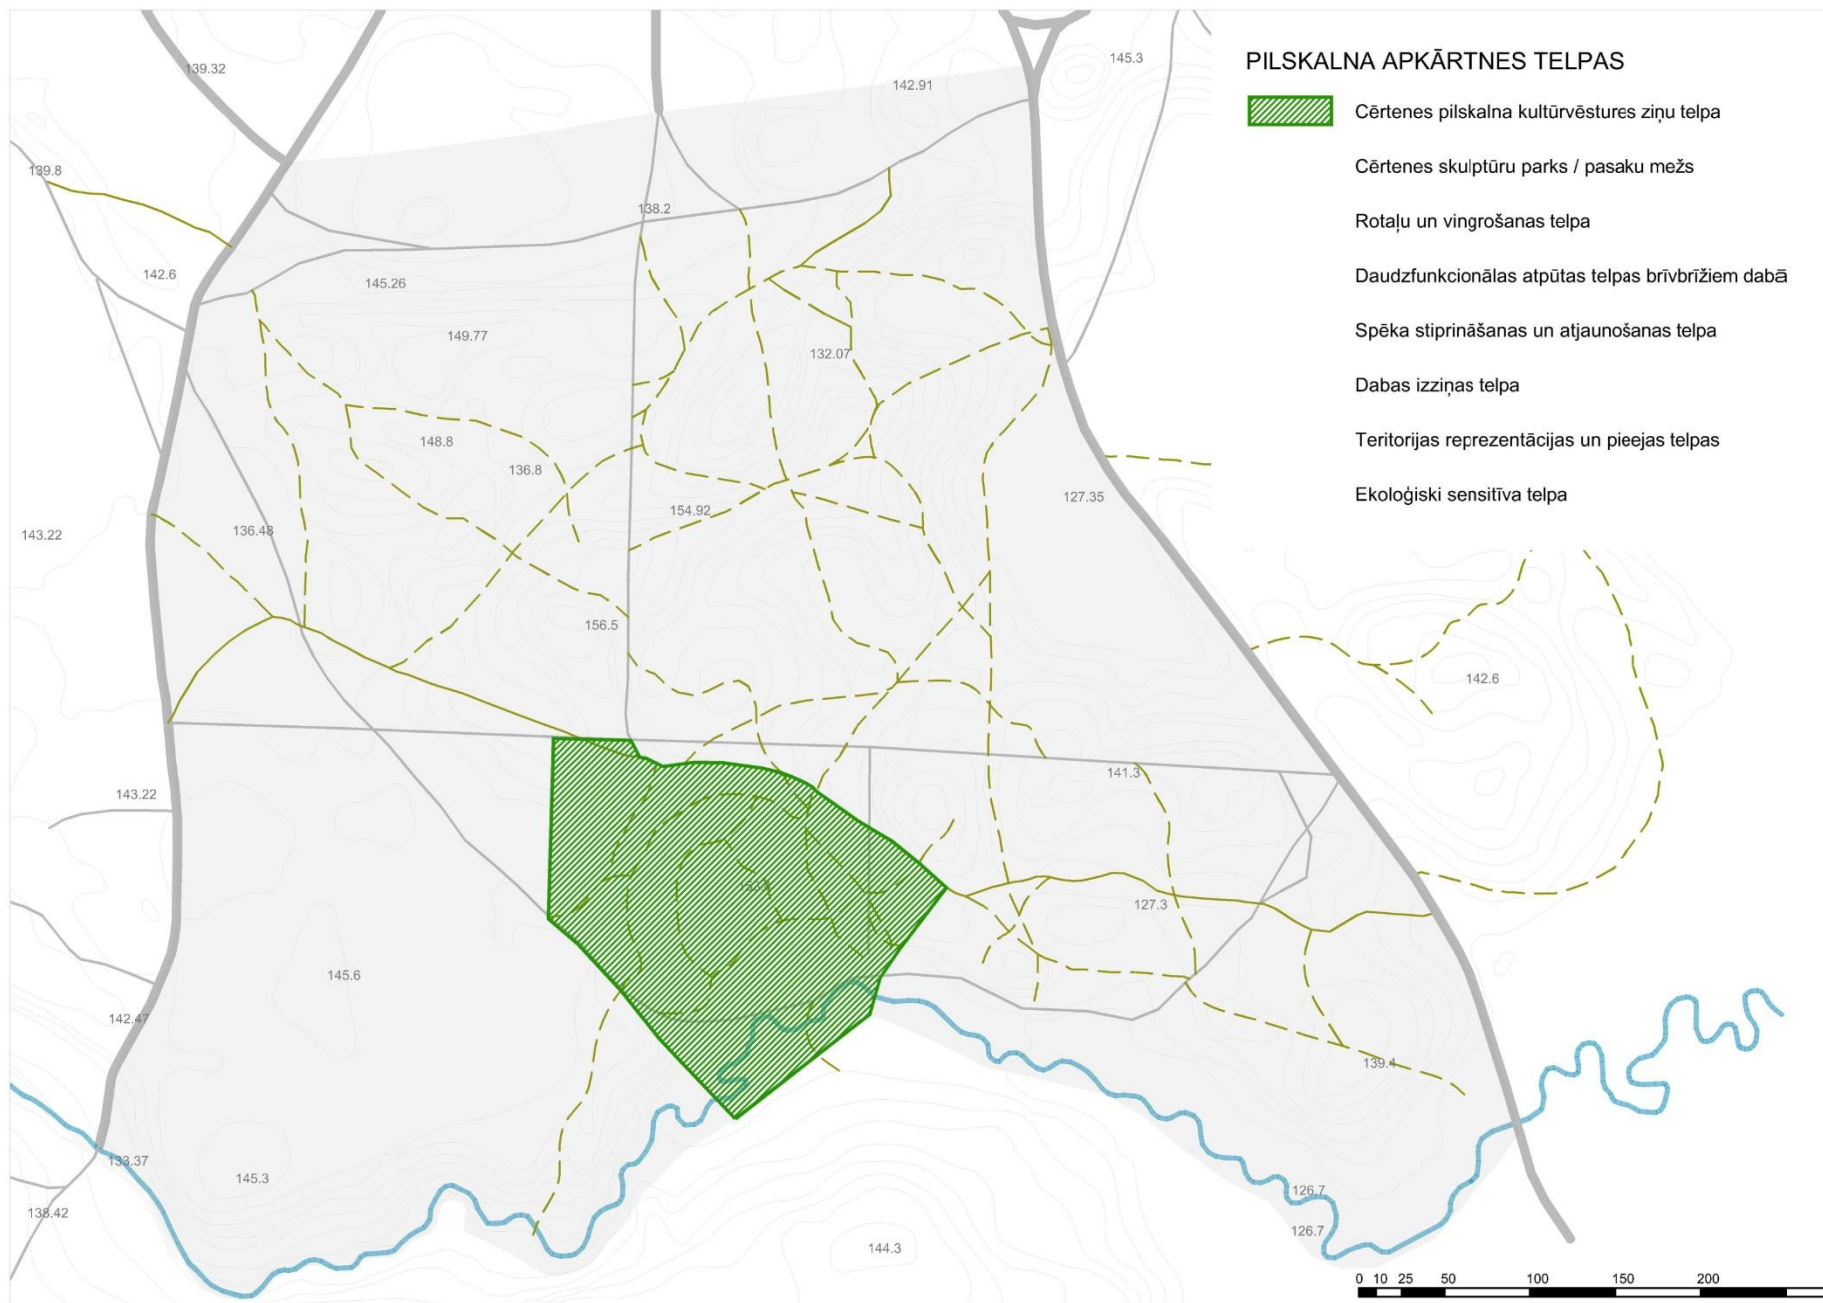 139.32
142.91
145.3
PILSKALNA APKĀRTNES TELPAS
Cērtenes pilskalna kultūrvēstures ziņu telpa
Cērtenes skulptūru parks / pasaku mežs
Rotaļu un vingrošanas telpa
Daudzfunkcionālas atpūtas telpas brīvbrīžiem dabā
Spēka stiprināšanas un atjaunošanas telpa
Dabas izziņas telpa
Teritorijas reprezentācijas un pieejas telpas
Ekoloģiski sensitīva telpa
139.8
138.2
142.6
145.26
149.77
132.07
148.8
136.8
127.35
154.92
136.48
143.22
156.5
142.6
141.3
143.22
127.3
145.6
142.47
139.4
133.37
145.3
126.7
138.42
126.7
144.3
0 10 25 50 100 150 200